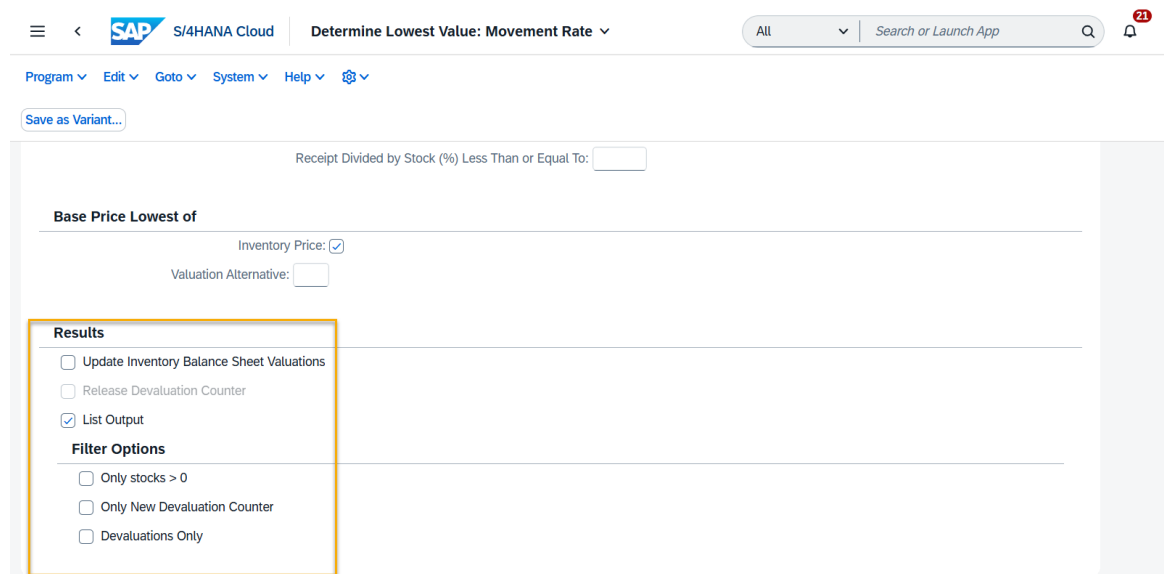 21
SAP S/4HANA Cloud Determine Lowest Value: Movement Rate All Search or Launch App
Program Edit Goto System Help
Save as Variant...
Receipt Divided by Stock (%) Less Than or Equal To:
Base Price Lowest of
Inventory Price:
Valuation Alternative:
Results
Update Inventory Balance Sheet Valuations
Release Devaluation Counter
List Output
Filter Options
Only stocks > 0
Only New Devaluation Counter
Devaluations Only